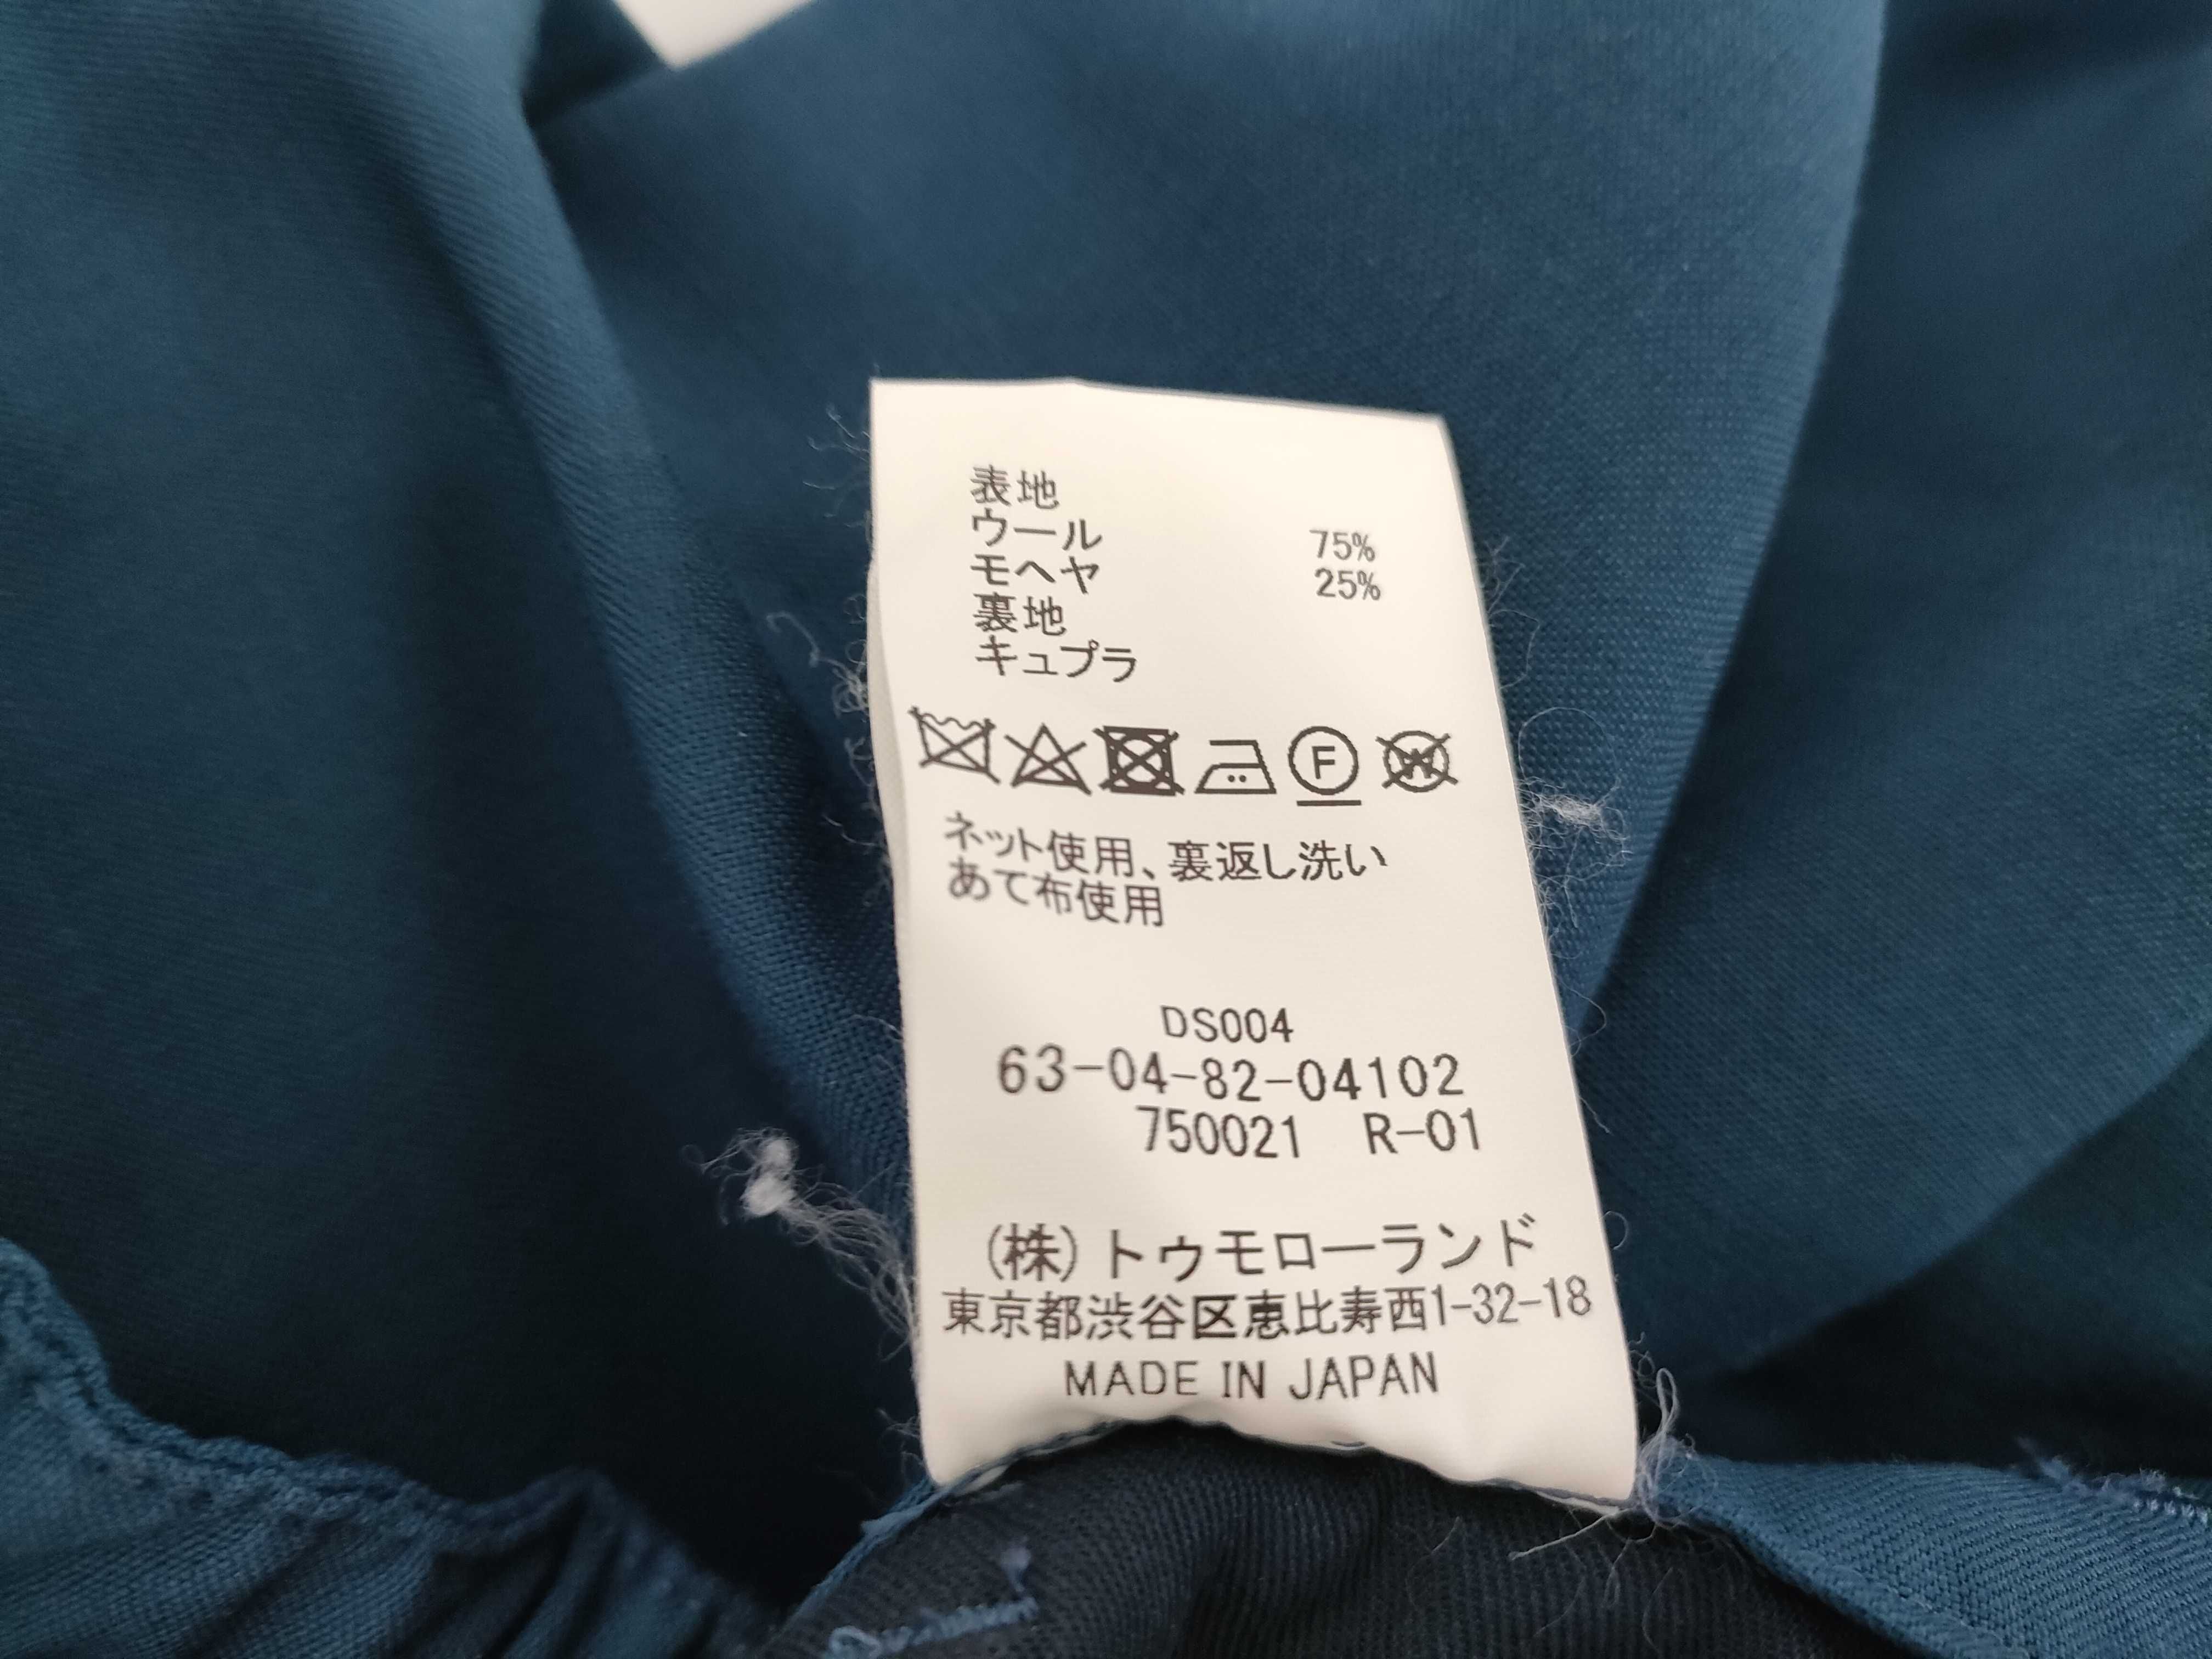 表地
ウール 75%
モヘヤ 25%
裏地
キュプラ
F W
ネット使用、裏返し洗い
あて布使用
DS004
63-04-82-04102
750021 R-01
(株)トゥモローランド
東京都渋谷区恵比寿西1-32-18
MADE IN JAPAN